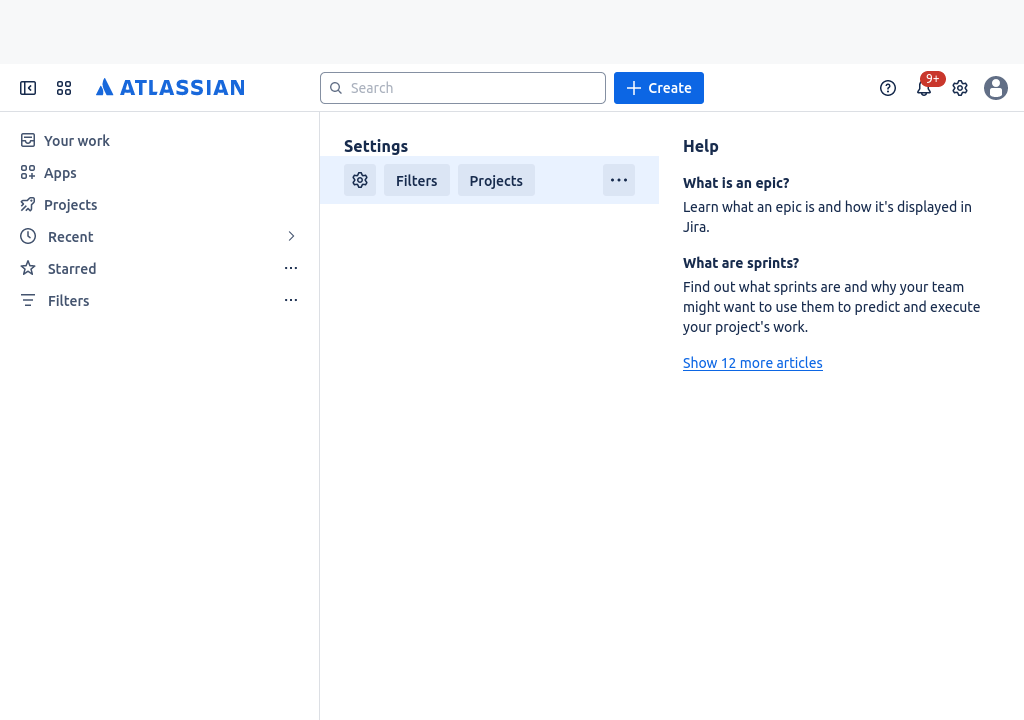 ATLASSIAN
Search
Create
9+
Your work
Apps
Projects
Recent
Starred
Filters
Settings
Filters
Projects
Help
What is an epic?
Learn what an epic is and how it's displayed in
Jira.
What are sprints?
Find out what sprints are and why your team
might want to use them to predict and execute
your project's work.
Show 12 more articles